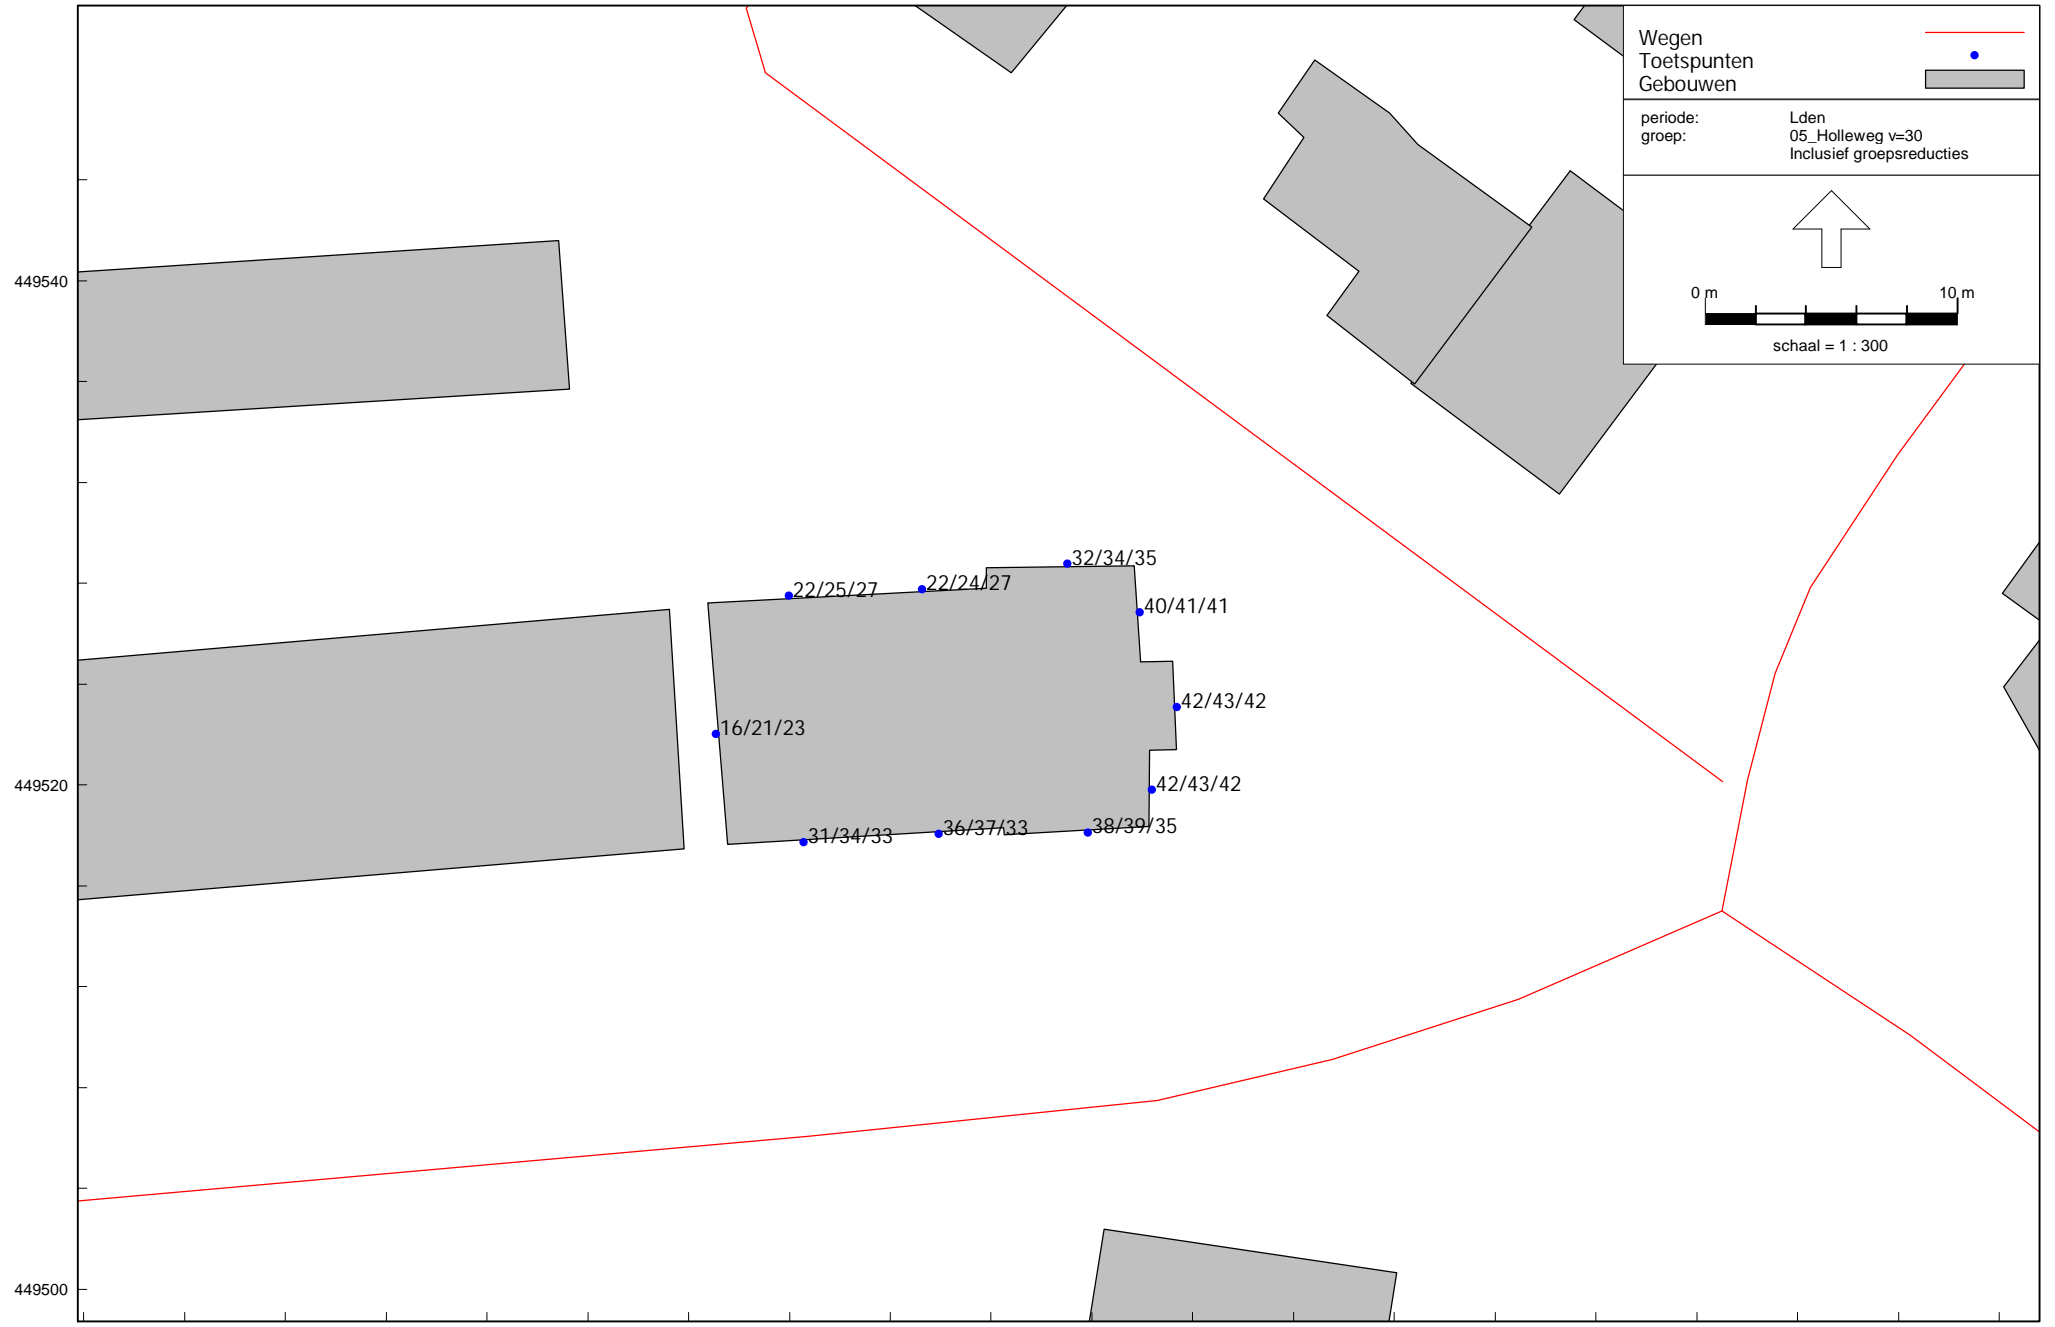 Wegen
Toetspunten
Gebouwen
periode: Lden
groep: 05_Holleweg v=30
Inclusief groepsreducties
0 m 10 m
schaal = 1 : 300
449540
32/34/35
22/25/27 22/24/27
40/41/41
42/43/42
16/21/23
449520
42/43/42
31/34/33 36/37/33 38/39/35
449500